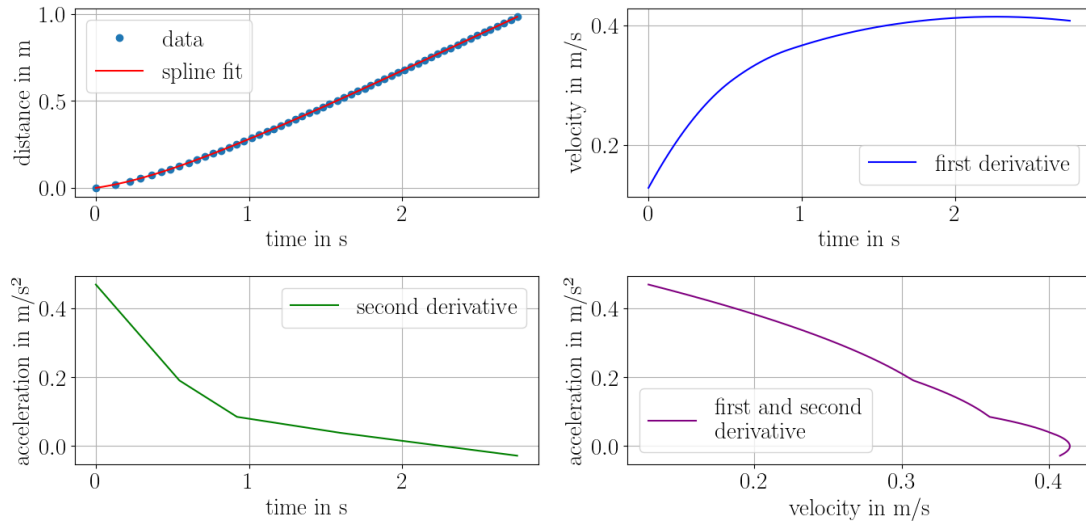 distance in m
1.0
0.5
0.0
data
spline fit
0
1
2
time in s
velocity in m/s
0.4
0.2
first derivative
0
1
2
time in s
acceleration in m/s²
0.4
0.2
0.0
second derivative
0
1
2
time in s
acceleration in m/s²
0.4
0.2
0.0
first and second
derivative
0.2
0.3
0.4
velocity in m/s